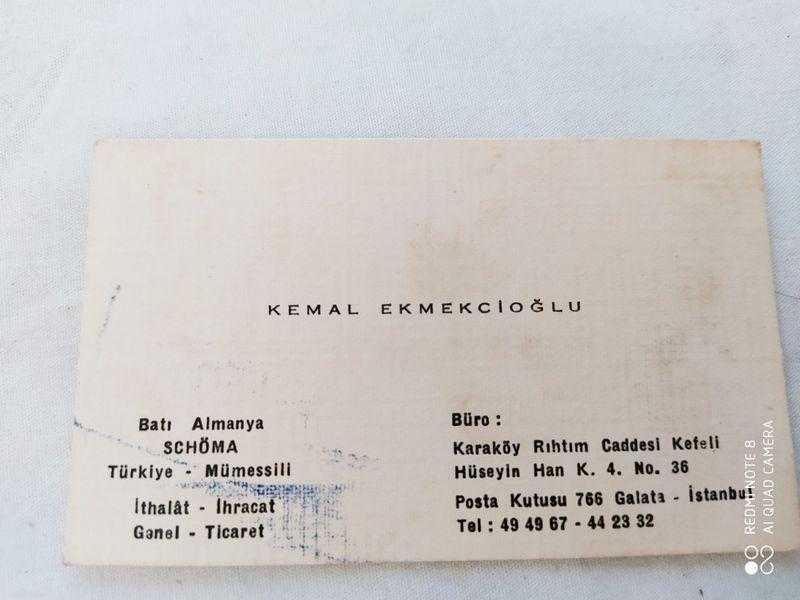 KEMAL EKMEKCİOĞLU
Batı Almanya
SCHÖMA
Türkiye - Mümessili
İthalât - İhracat
Genel - Ticaret
Büro :
Karaköy Rıhtım Caddesi Kefeli
Hüseyin Han K. 4. No. 36
Posta Kutusu 766 Galata - İstanbul
Tel : 49 49 67 - 44 23 32
REDMI NOTE 8
AI QUAD CAMERA